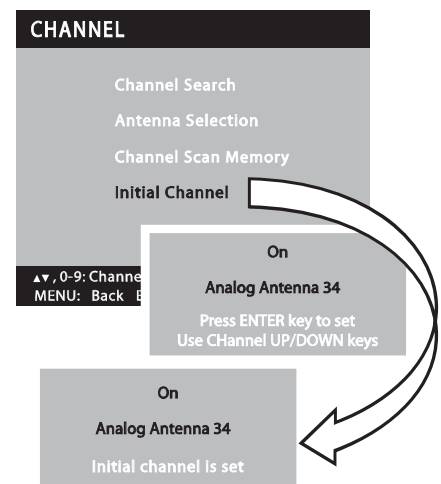 CHANNEL
Channel Search
Antenna Selection
Channel Scan Memory
Initial Channel
▲▼, 0-9: Channe
MENU: Back E
On
Analog Antenna 34
Press ENTER key to set
Use CHannel UP/DOWN keys
On
Analog Antenna 34
Initial channel is set